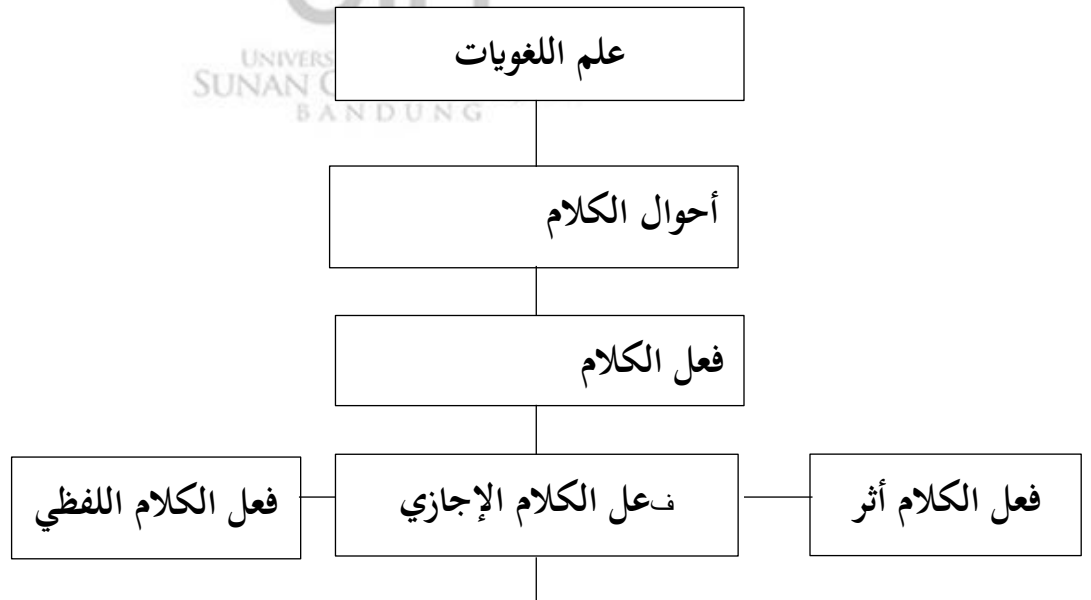 UNIVERS
SUNAN G
BANDUNG
علم اللغويات
أحوال الكلام
فعل الكلام
فعل الكلام أثر
فعل الكلام الإجازي
فعل الكلام اللفظي